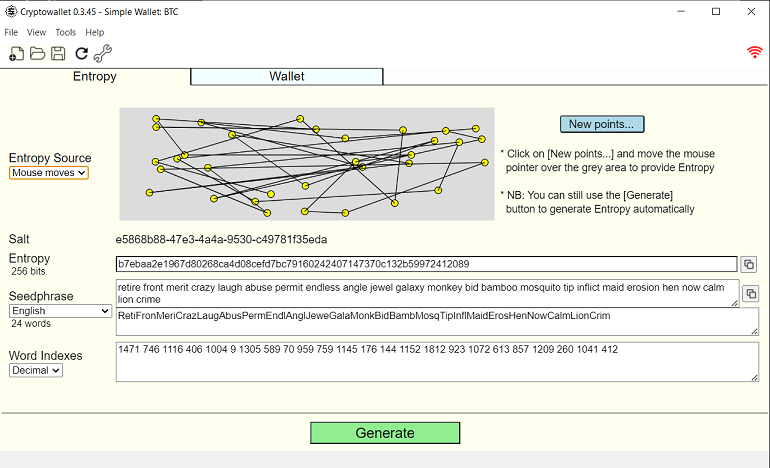 Cryptowallet 0.3.45 - Simple Wallet: BTC
File View Tools Help
Entropy Wallet
New points...
Entropy Source
Mouse moves
* Click on [New points...] and move the mouse
pointer over the grey area to provide Entropy
* NB: You can still use the [Generate]
button to generate Entropy automatically
Salt e5868b88-47e3-4a4a-9530-c49781f35eda
Entropy b7ebaa2e1967d80268ca4d08cefd7bc79160242407147370c132b59972412089
256 bits
Seedphrase
English
24 words
retire front merit crazy laugh abuse permit endless angle jewel galaxy monkey bid bamboo mosquito tip inflict maid erosion hen now calm
lion crime
RetiFronMeriCrazLaugAbusPermEndlAnglJeweGalaMonkBidBambMosqTipInflMaidErosHenNowCalmLionCrim
Word Indexes
Decimal
1471 746 1116 406 1004 9 1305 589 70 959 759 1145 176 144 1152 1812 923 1072 613 857 1209 260 1041 412
Generate